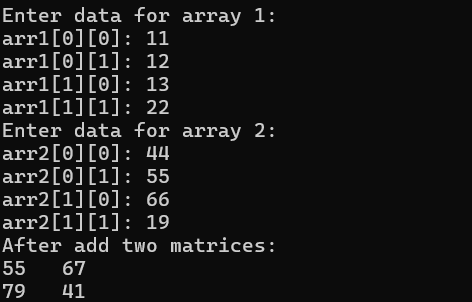 Enter data for array 1:
arr1[0][0]: 11
arr1[0][1]: 12
arr1[1][0]: 13
arr1[1][1]: 22
Enter data for array 2:
arr2[0][0]: 44
arr2[0][1]: 55
arr2[1][0]: 66
arr2[1][1]: 19
After add two matrices:
55   67
79   41